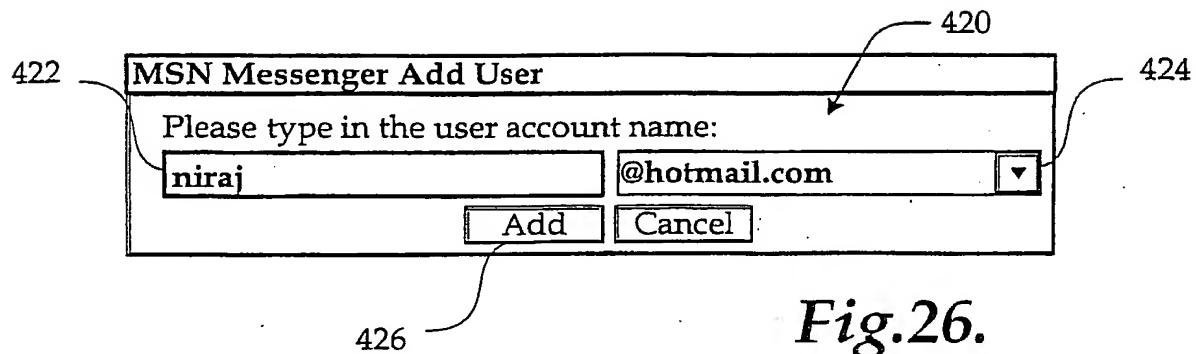 420
422 MSN Messenger Add User 424
Please type in the user account name:
niraj @hotmail.com
Add Cancel
426
Fig.26.